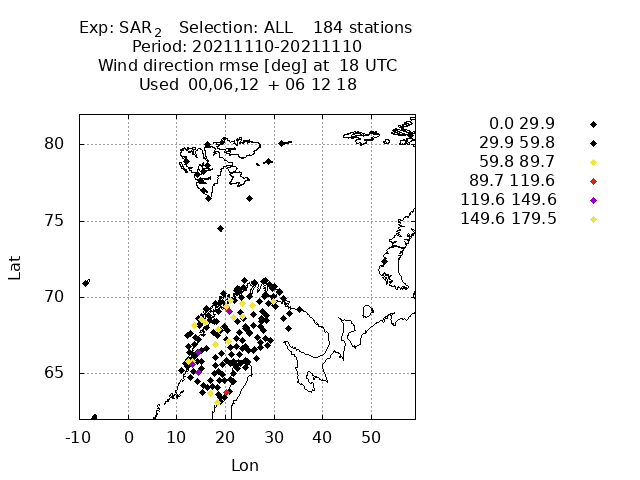 Exp: SAR2 Selection: ALL 184 stations
Period: 20211110-20211110
Wind direction rmse [deg] at 18 UTC
Used 00,06,12 + 06 12 18
0.0 29.9
29.9 59.8
59.8 89.7
89.7 119.6
119.6 149.6
149.6 179.5
80
75
70
65
Lat
-10 0 10 20 30 40 50
Lon